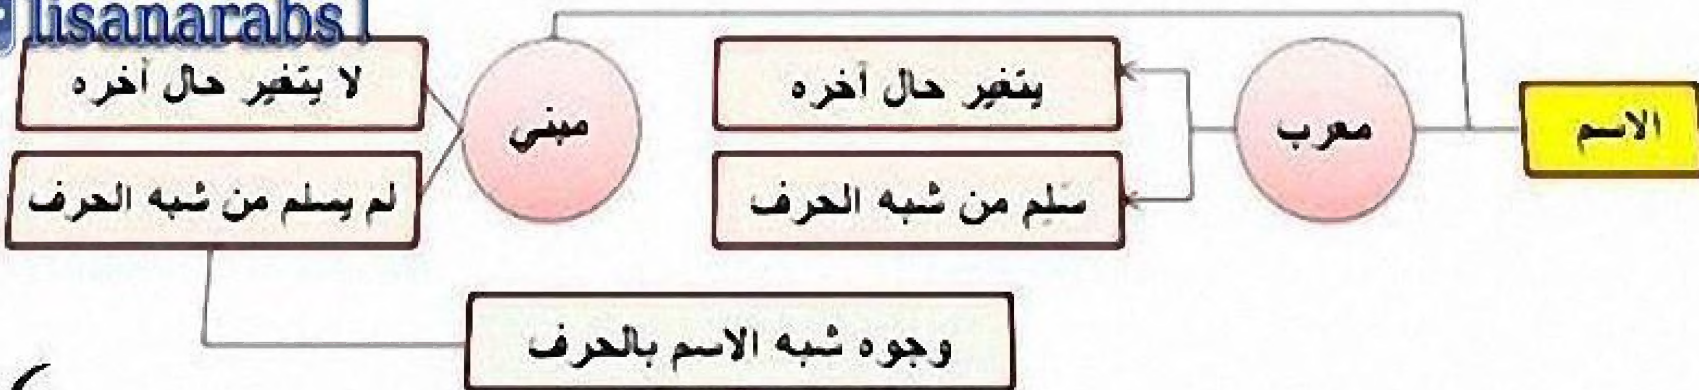 lisanarabs1
الاسم
معرب
يتغير حال آخره
سلم من شبه الحرف
مبني
لا يتغير حال آخره
لم يسلم من شبه الحرف
وجوه شبه الاسم بالحرف